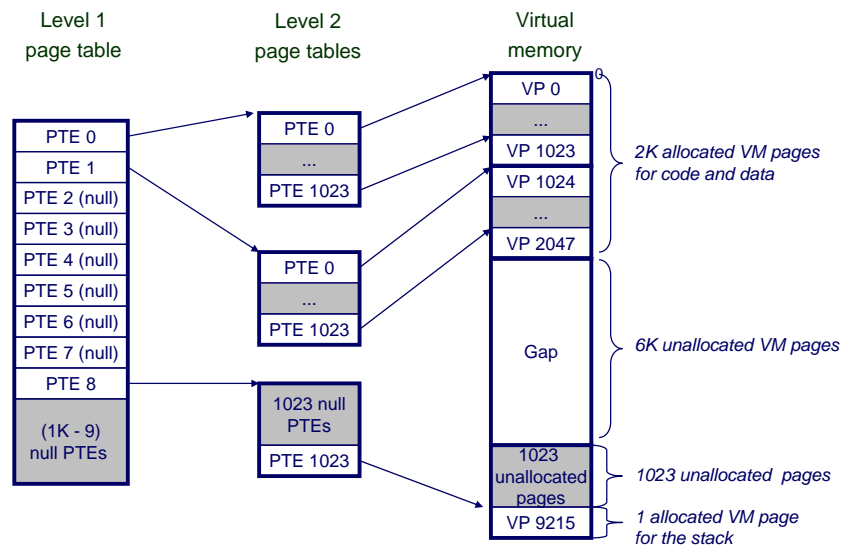 Level 1
page table
Level 2
page tables
Virtual
memory
PTE 0
PTE 1
PTE 2 (null)
PTE 3 (null)
PTE 4 (null)
PTE 5 (null)
PTE 6 (null)
PTE 7 (null)
PTE 8
(1K - 9)
null PTEs
PTE 0
...
PTE 1023
PTE 0
...
PTE 1023
1023 null
PTEs
PTE 1023
0
VP 0
...
VP 1023
VP 1024
...
VP 2047
Gap
1023
unallocated
pages
VP 9215
2K allocated VM pages
for code and data
6K unallocated VM pages
1023 unallocated pages
1 allocated VM page
for the stack